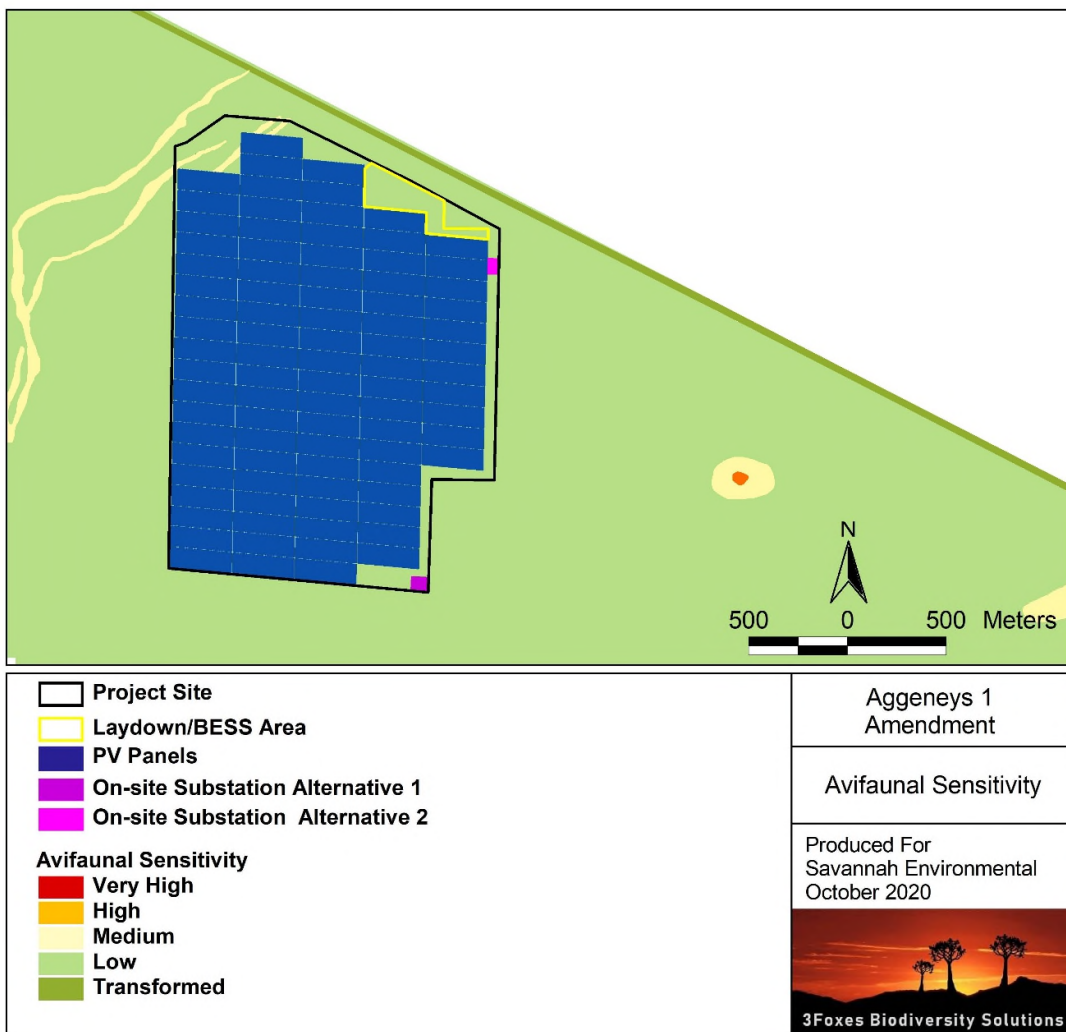 N
500 0 500 Meters
Project Site
Laydown/BESS Area
PV Panels
On-site Substation Alternative 1
On-site Substation Alternative 2
Avifaunal Sensitivity
Very High
High
Medium
Low
Transformed
Aggeneys 1
Amendment
Avifaunal Sensitivity
Produced For
Savannah Environmental
October 2020
3Foxes Biodiversity Solutions